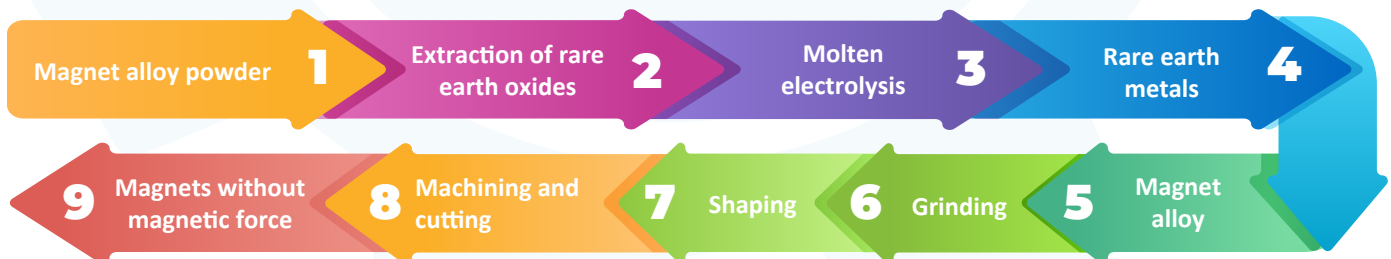 Magnet alloy powder 1
Extraction of rare
earth oxides 2
Molten
electrolysis 3
Rare earth
metals 4
5 Magnet
alloy
6 Grinding
7 Shaping
8 Machining and
cutting
9 Magnets without
magnetic force